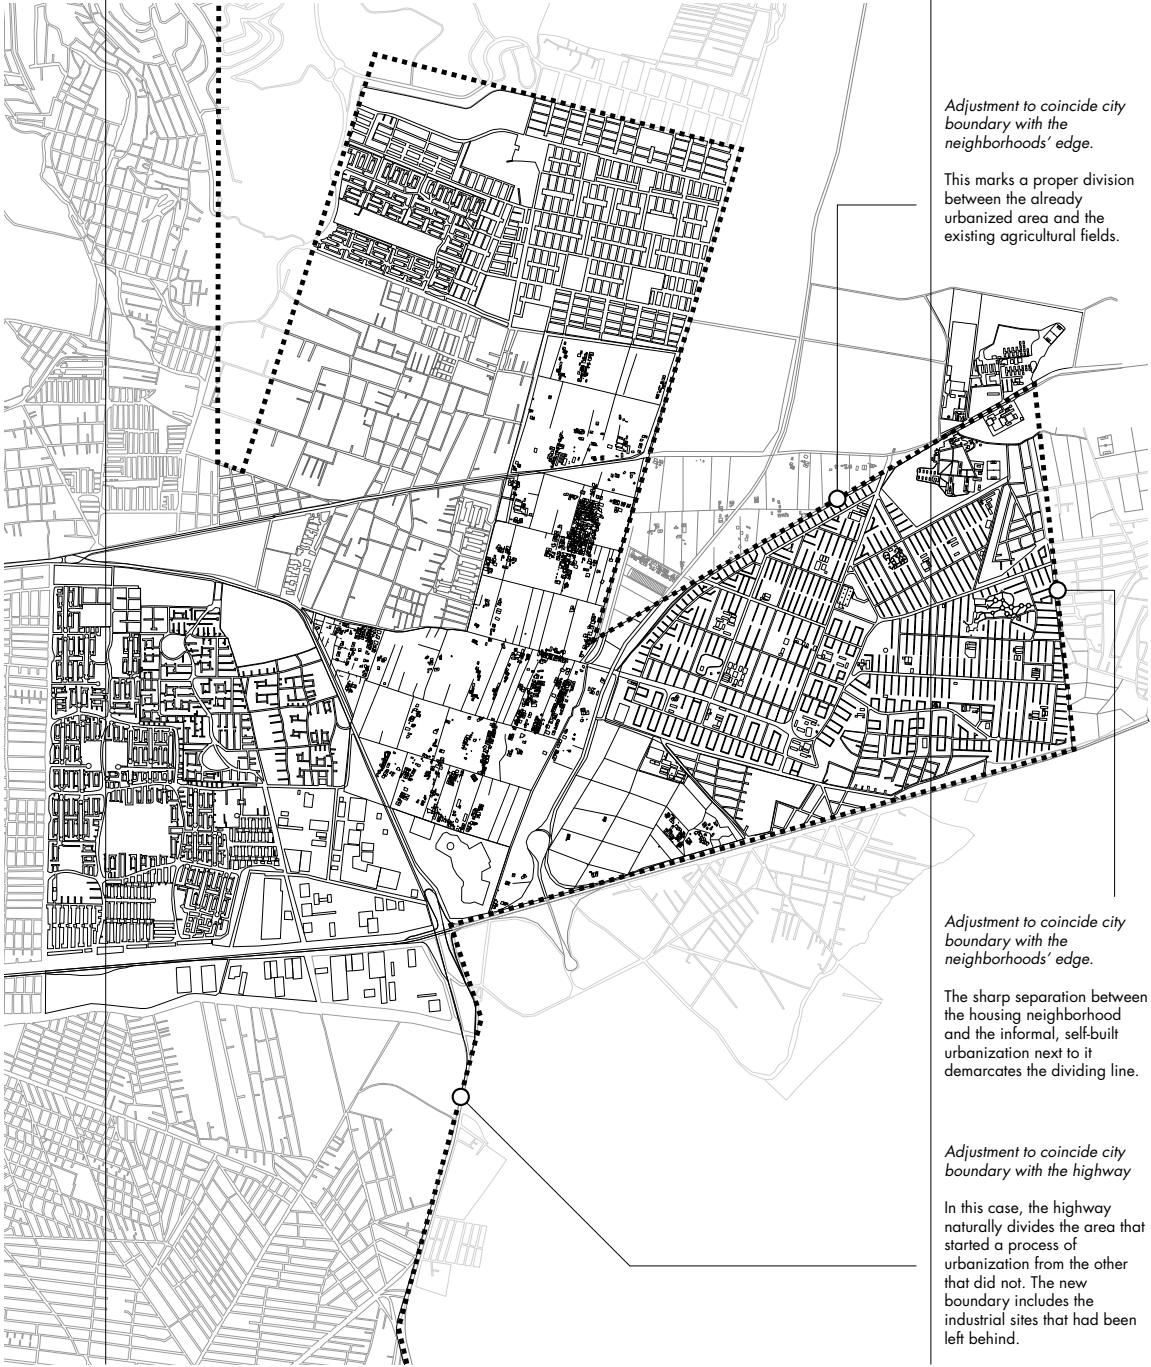 Adjustment to coincide city
boundary with the
neighborhoods’ edge.
This marks a proper division
between the already
urbanized area and the
existing agricultural fields.
Adjustment to coincide city
boundary with the
neighborhoods’ edge.
The sharp separation between
the housing neighborhood
and the informal, self-built
urbanization next to it
demarcates the dividing line.
Adjustment to coincide city
boundary with the highway
In this case, the highway
naturally divides the area that
started a process of
urbanization from the other
that did not. The new
boundary includes the
industrial sites that had been
left behind.